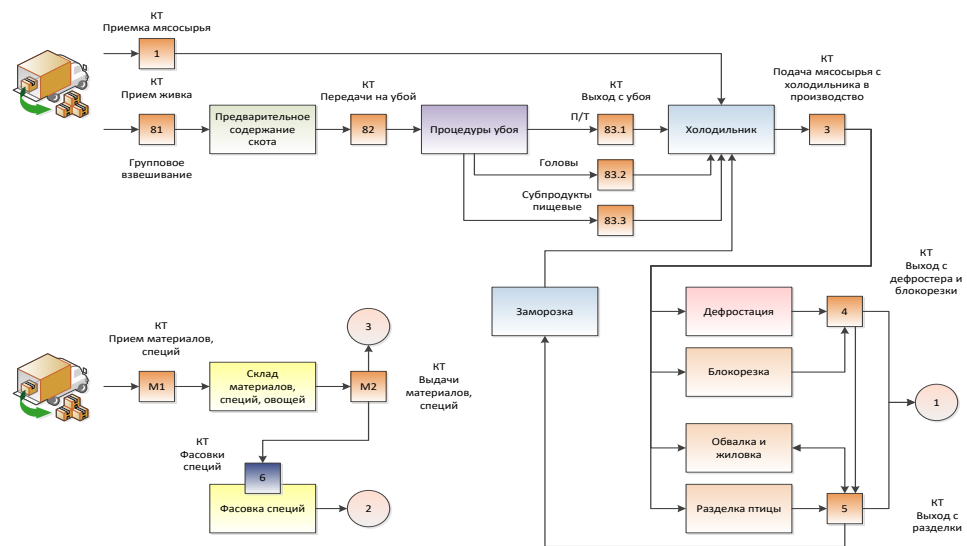 КТ
Приемка мясосырья
1
КТ
Прием живка
81
Групповое
взвешивание
Предварительное
содержание
скота
КТ
Передачи на убой
82
Процедуры убоя
КТ
Выход с убоя
П/Т
83.1
Головы
83.2
Субпродукты
пищевые
83.3
Холодильник
КТ
Подача мясосырья с
холодильника в
производство
3
Заморозка
КТ
Выход с
дефростера и
блокорезки
Дефростация
4
Блокорезка
1
Обвалка и
жиловка
Разделка птицы
5
КТ
Выход с
разделки
КТ
Прием материалов,
специй
М1
Склад
материалов,
специй, овощей
3
М2
КТ
Выдачи
материалов,
специй
КТ
Фасовки
специй
6
Фасовка специй
2